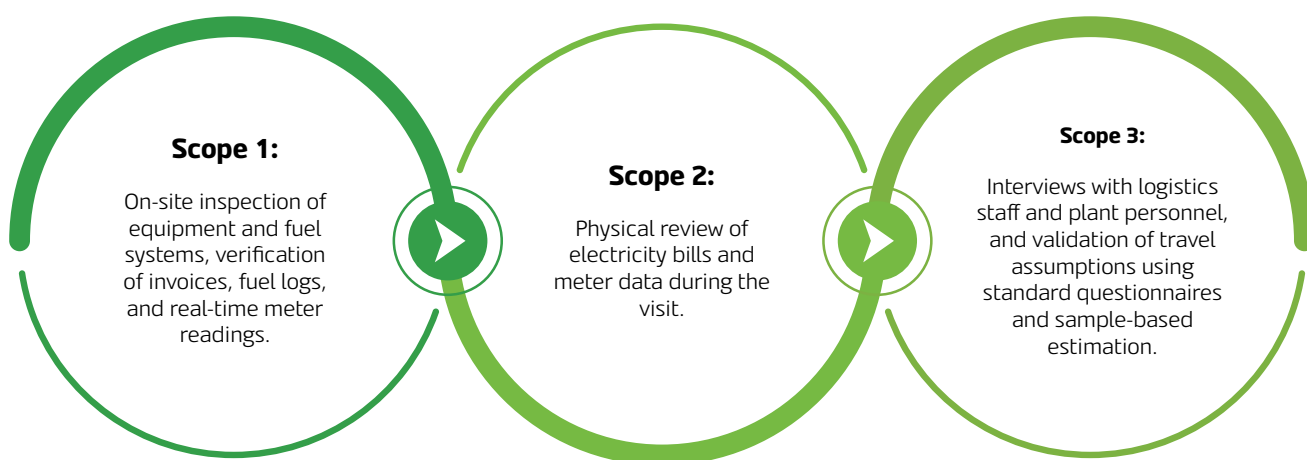 Scope 1:
On-site inspection of
equipment and fuel
systems, verification
of invoices, fuel logs,
and real-time meter
readings.
Scope 2:
Physical review of
electricity bills and
meter data during the
visit.
Scope 3:
Interviews with logistics
staff and plant personnel,
and validation of travel
assumptions using
standard questionnaires
and sample-based
estimation.